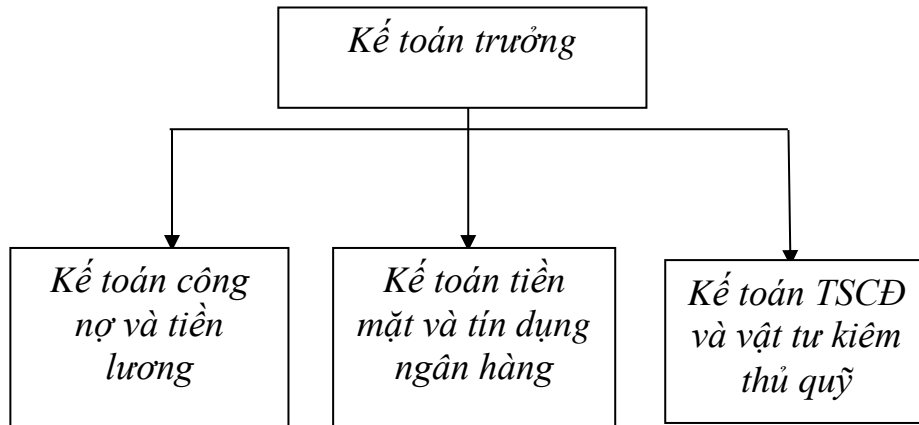 Kế toán trưởng
Kế toán công
nợ và tiền
lương
Kế toán tiền
mặt và tín dụng
ngân hàng
Kế toán TSCĐ
và vật tư kiêm
thủ quỹ